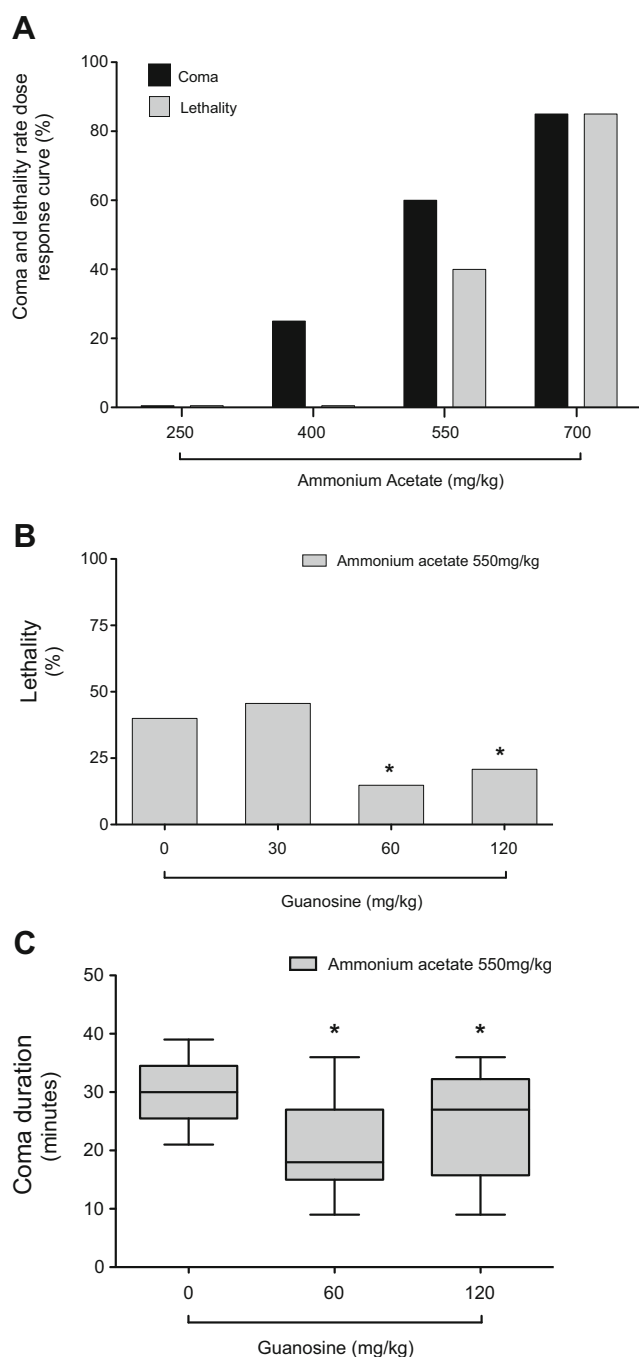 A
Coma and lethality rate dose
response curve (%)
100
80
60
40
20
0
Coma
Lethality
250 400 550 700
Ammonium Acetate (mg/kg)
B
Lethality
(%)
100
75
50
25
0
Ammonium acetate 550mg/kg
* *
0 30 60 120
Guanosine (mg/kg)
C
Coma duration
(minutes)
50
40
30
20
10
0
Ammonium acetate 550mg/kg
* *
0 60 120
Guanosine (mg/kg)